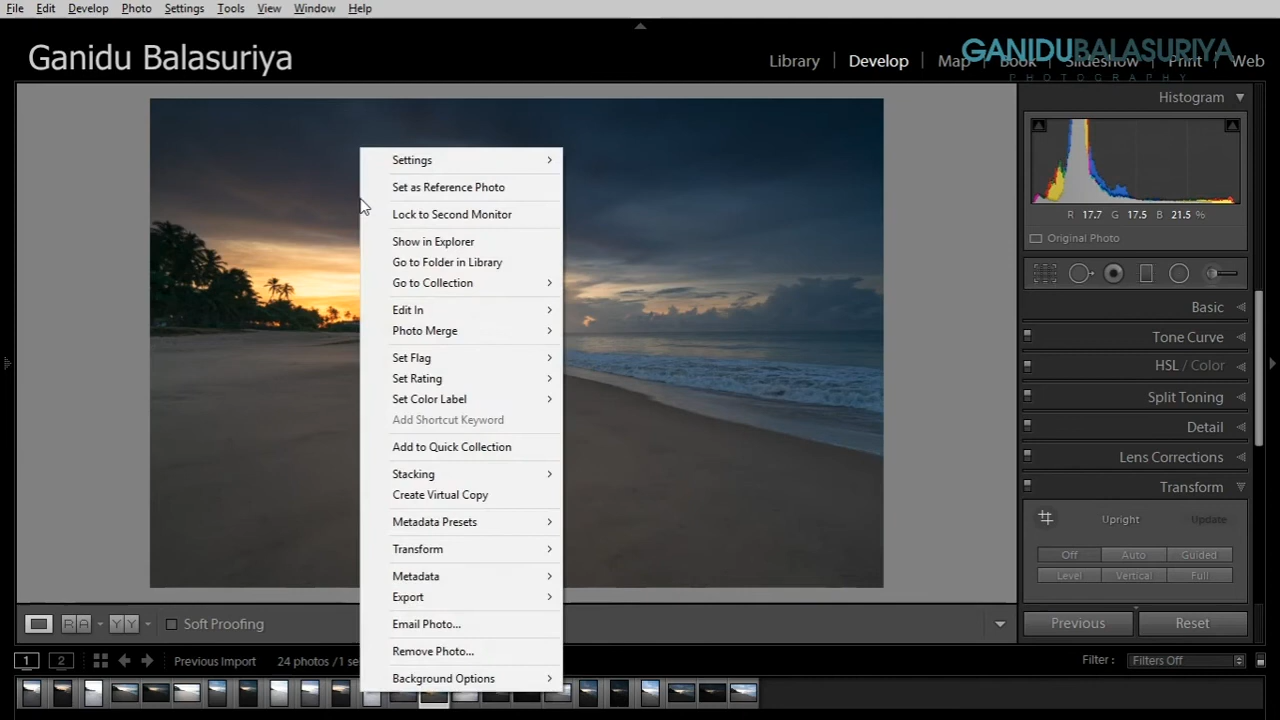 File Edit Develop Photo Settings Tools View Window Help
Ganidu Balasuriya
Library Develop Map Book Slideshow Print Web
GANIDUBALASURIYA
PHOTOGRAPHY
Histogram
R 17.7 G 17.5 B 21.5 %
Original Photo
Basic
Tone Curve
HSL / Color
Split Toning
Detail
Lens Corrections
Transform
Upright Update
Off Auto Guided
Level Vertical Full
Previous Reset
Settings
Set as Reference Photo
Lock to Second Monitor
Show in Explorer
Go to Folder in Library
Go to Collection
Edit In
Photo Merge
Set Flag
Set Rating
Set Color Label
Add Shortcut Keyword
Add to Quick Collection
Stacking
Create Virtual Copy
Metadata Presets
Transform
Metadata
Export
Email Photo...
Remove Photo...
Background Options
R A Y Y Soft Proofing
1 2 Previous Import 24 photos / 1 Filter : Filters Off